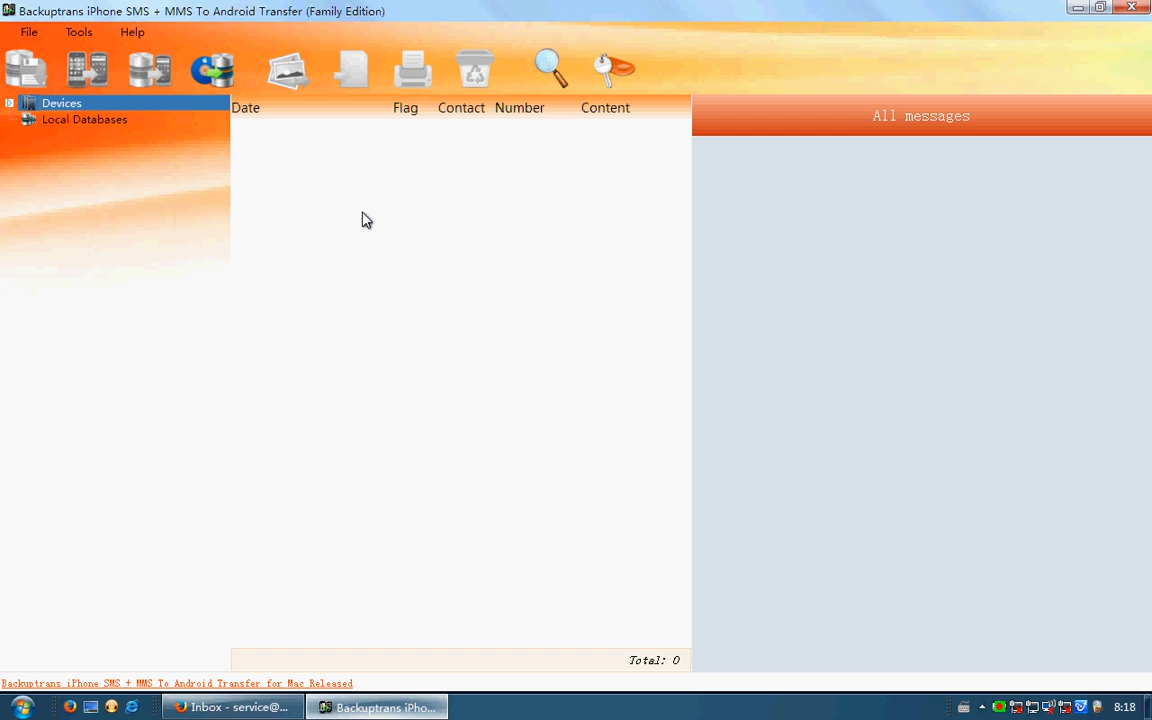 Backuptrans iPhone SMS + MMS To Android Transfer (Family Edition)
File Tools Help
Devices
Local Databases
Date Flag Contact Number Content
All messages
Total: 0
Backuptrans iPhone SMS + MMS To Android Transfer for Mac Released
Inbox - service@... Backuptrans iPho... 8:18